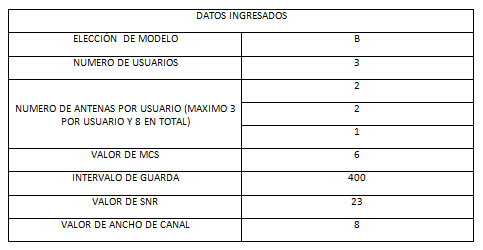 DATOS INGRESADOS
ELECCIÓN DE MODELO B
NUMERO DE USUARIOS 3
NUMERO DE ANTENAS POR USUARIO (MAXIMO 3
POR USUARIO Y 8 EN TOTAL)
2
2
1
VALOR DE MCS 6
INTERVALO DE GUARDA 400
VALOR DE SNR 23
VALOR DE ANCHO DE CANAL 8